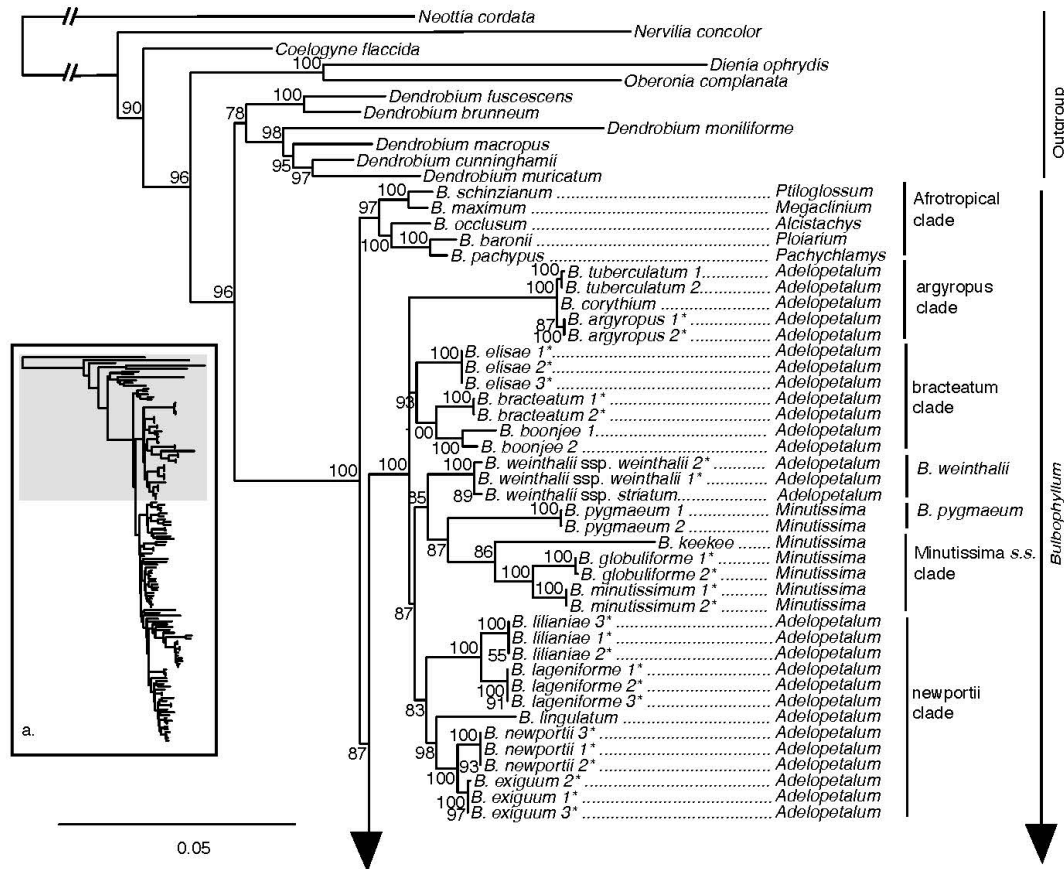 Neottia cordata
Nervilia concolor
Coelogyne flaccida
100 Dienia ophrydis
Oberonia complanata
90
100 Dendrobium fuscescens
78 Dendrobium brunneum
98 Dendrobium moniliforme
Dendrobium macropus
95 Dendrobium cunninghamii
96 97 Dendrobium muricatum
Outgroup
100 B. schinzianum Ptiloglossum
97 B. maximum Megaclinium
B. occlusum Alcistachys
100 100 B. baronii Ploiarium
B. pachypus Pachychlamys
Afrotropical
clade
100 B. tuberculatum 1 Adelopetalum
100 B. tuberculatum 2 Adelopetalum
96 B. corythium Adelopetalum
87 B. argyropus 1* Adelopetalum
100 B. argyropus 2* Adelopetalum
argyropus
clade
100 B. elisae 1* Adelopetalum
B. elisae 2* Adelopetalum
B. elisae 3* Adelopetalum
93 100 B. bracteatum 1* Adelopetalum
B. bracteatum 2* Adelopetalum
100 B. boonjee 1 Adelopetalum
100 B. boonjee 2 Adelopetalum
bracteatum
clade
100 100 100 B. weinthalii ssp. weinthalii 2* Adelopetalum
B. weinthalii ssp. weinthalii 1* Adelopetalum
85 89 B. weinthalii ssp. striatum Adelopetalum
B. weinthalii
100 B. pygmaeum 1 Minutissima
B. pygmaeum 2 Minutissima
B. pygmaeum
87 86 B. keekee Minutissima
100 B. globuliforme 1* Minutissima
100 B. globuliforme 2* Minutissima
100 B. minutissimum 1* Minutissima
B. minutissimum 2* Minutissima
Minutissima s.s.
clade
87
100 B. lilianiae 3* Adelopetalum
B. lilianiae 1* Adelopetalum
100 55 B. lilianiae 2* Adelopetalum
B. lageniforme 1* Adelopetalum
100 B. lageniforme 2* Adelopetalum
91 B. lageniforme 3* Adelopetalum
83 B. lingulatum Adelopetalum
100 B. newportii 3* Adelopetalum
87 98 B. newportii 1* Adelopetalum
93 B. newportii 2* Adelopetalum
100 B. exiguum 2* Adelopetalum
100 B. exiguum 1* Adelopetalum
97 B. exiguum 3* Adelopetalum
newportii
clade
Bulbophyllum
a.
0.05